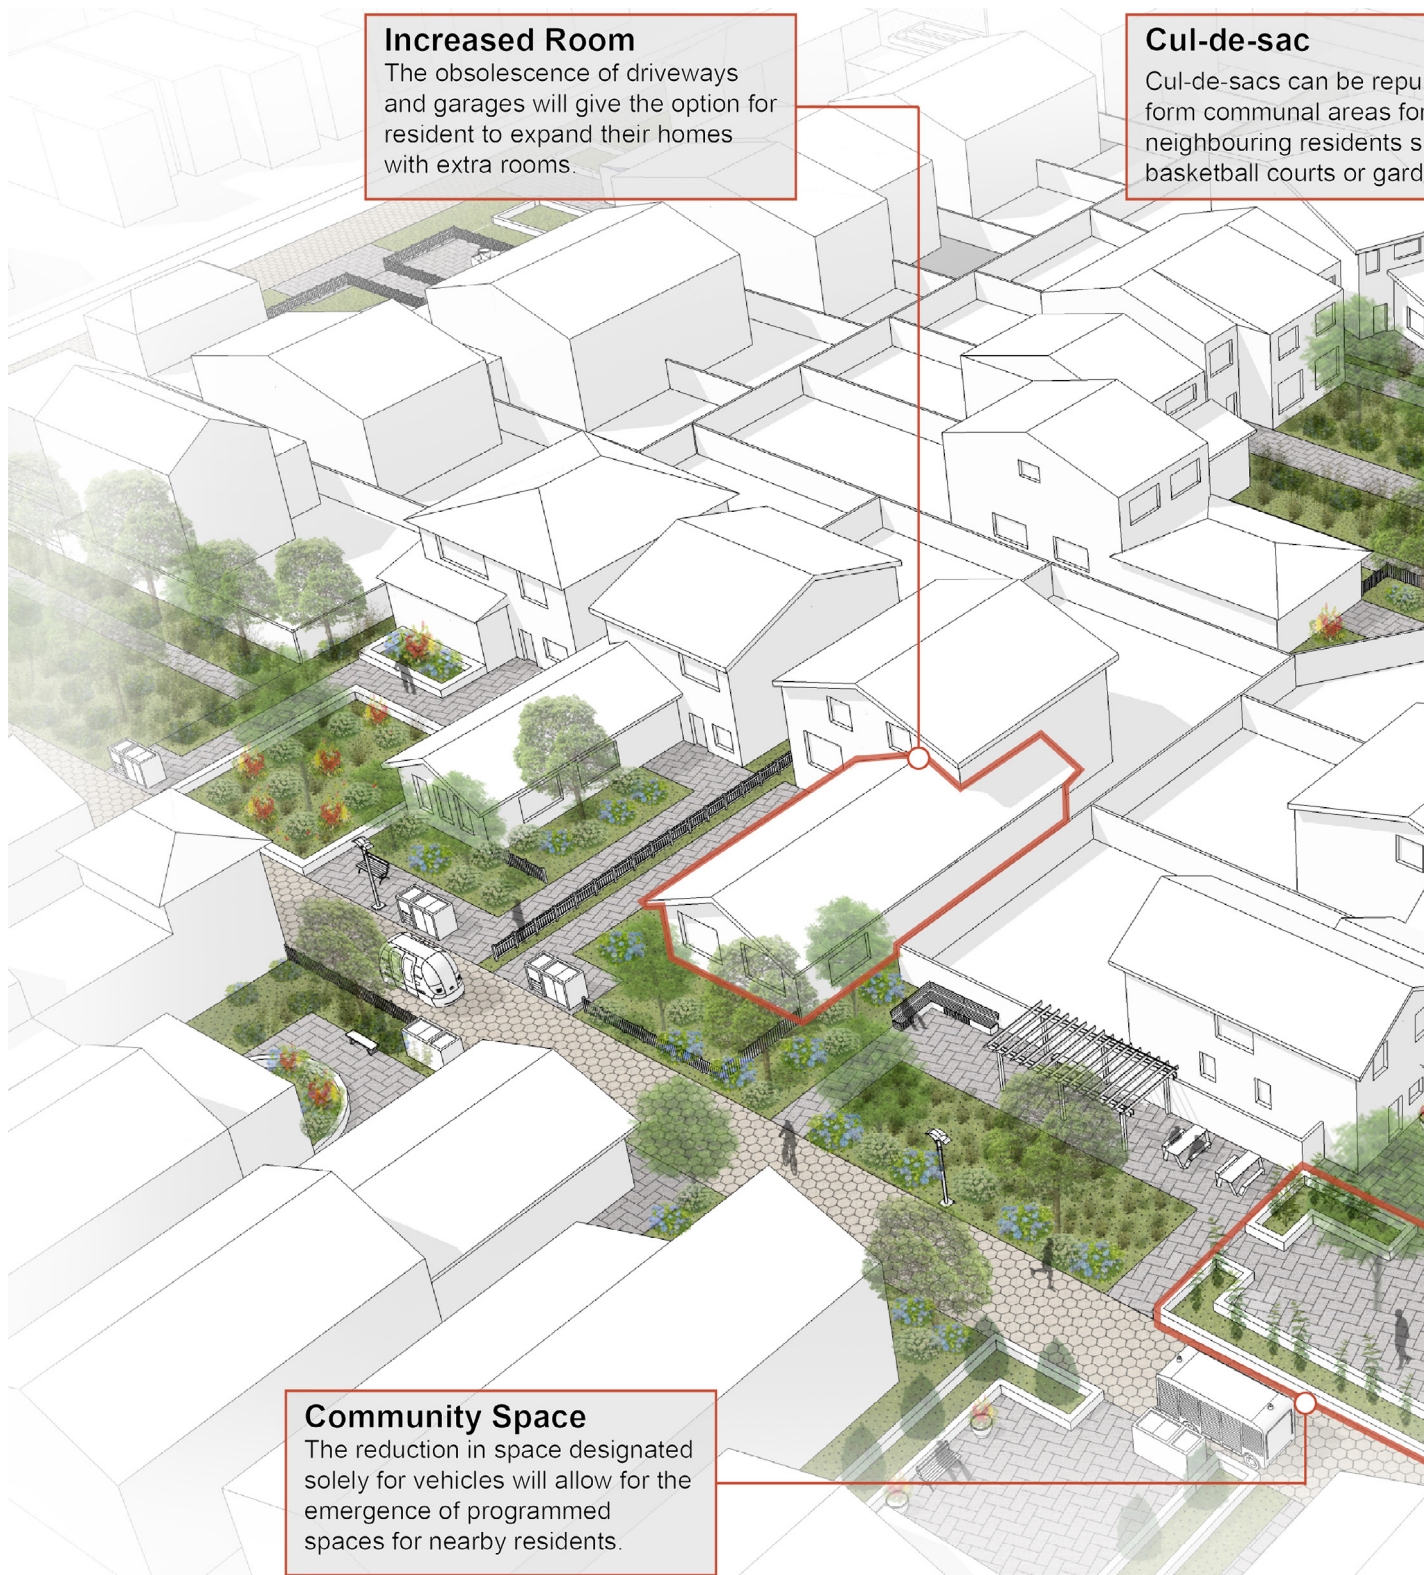 Increased Room
The obsolescence of driveways
and garages will give the option for
resident to expand their homes
with extra rooms.
Cul-de-sac
Cul-de-sacs can be repu
form communal areas for
neighbouring residents s
basketball courts or gard
Community Space
The reduction in space designated
solely for vehicles will allow for the
emergence of programmed
spaces for nearby residents.